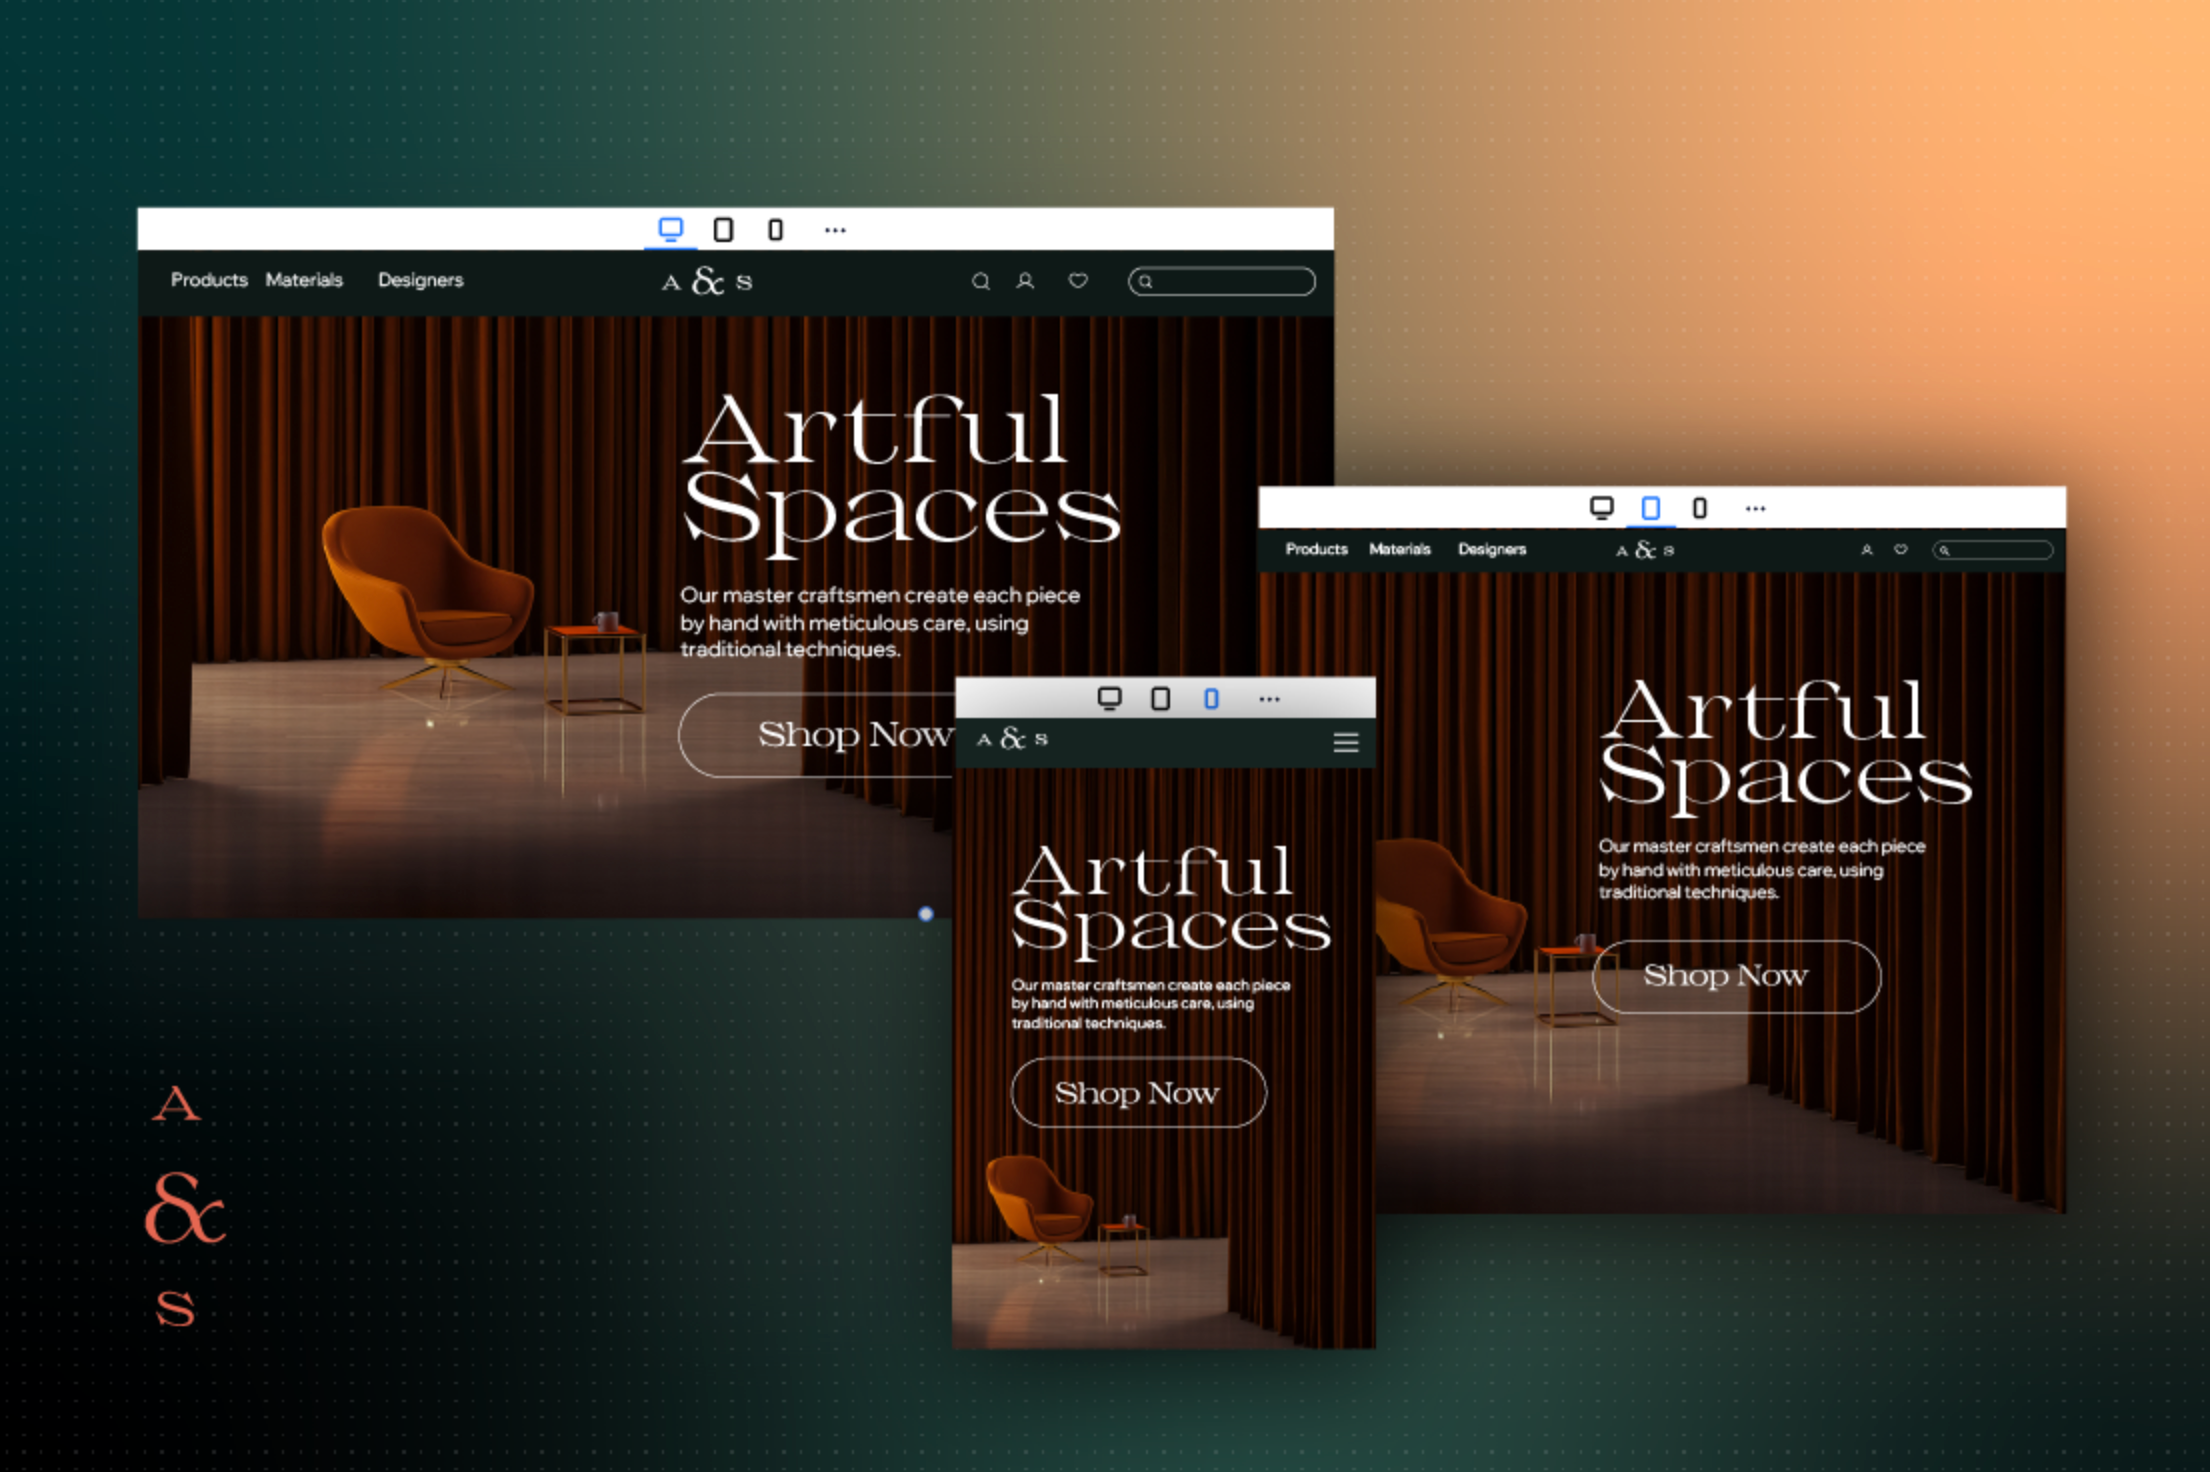 Products Materials Designers
A & S
Artful
Spaces
Our master craftsmen create each piece
by hand with meticulous care, using
traditional techniques.
Shop Now
Products Materials Designers
A & S
Artful
Spaces
Our master craftsmen create each piece
by hand with meticulous care, using
traditional techniques.
Shop Now
A & S
Artful
Spaces
Our master craftsmen create each piece
by hand with meticulous care, using
traditional techniques.
Shop Now
A
&
S